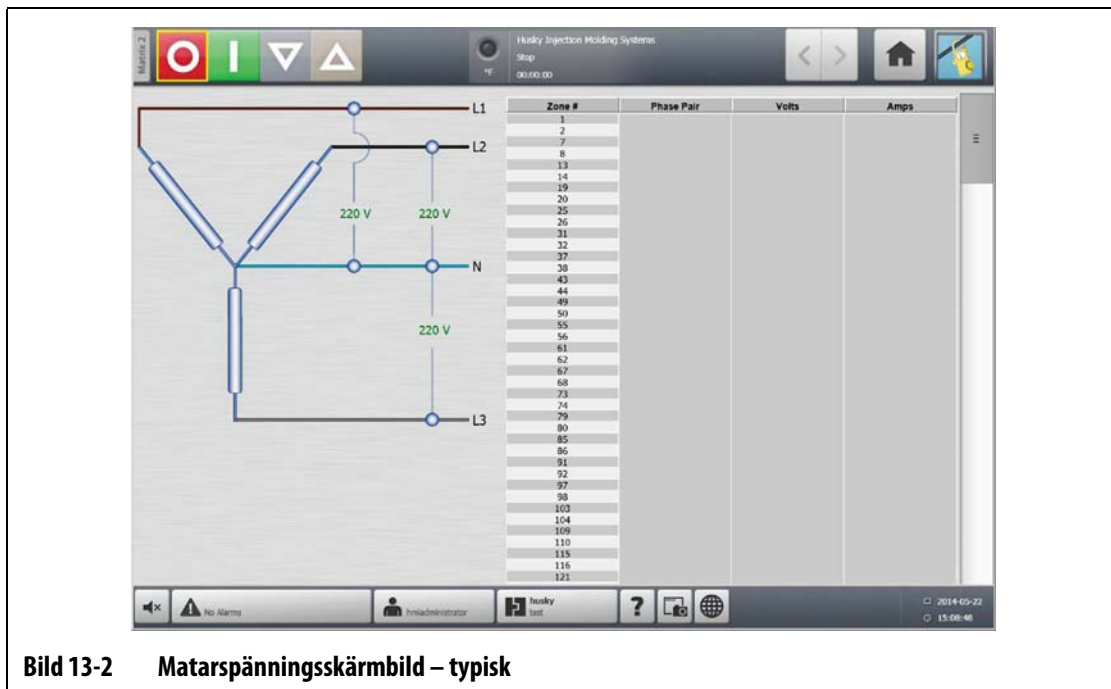 Matrix 2
°F
Husky Injection Molding Systems
Stop
00:00:00
L1
L2
220 V 220 V
N
220 V
L3
Zone # Phase Pair Volts Amps
1
2
7
8
13
14
19
20
25
26
31
32
37
38
43
44
49
50
55
56
61
62
67
68
73
74
79
80
85
86
91
92
97
98
103
104
109
110
115
116
121
No Alarms
hmiadministrator
husky
test
?
2014-05-22
15:08:46
Bild 13-2 Matarspänningsskärmbild – typisk